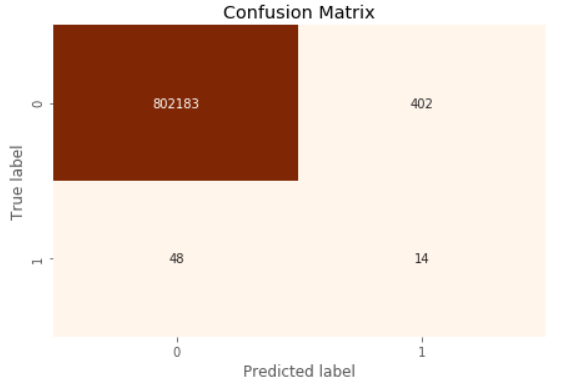 Confusion Matrix
True label
0
802183
402
1
48
14
0
1
Predicted label